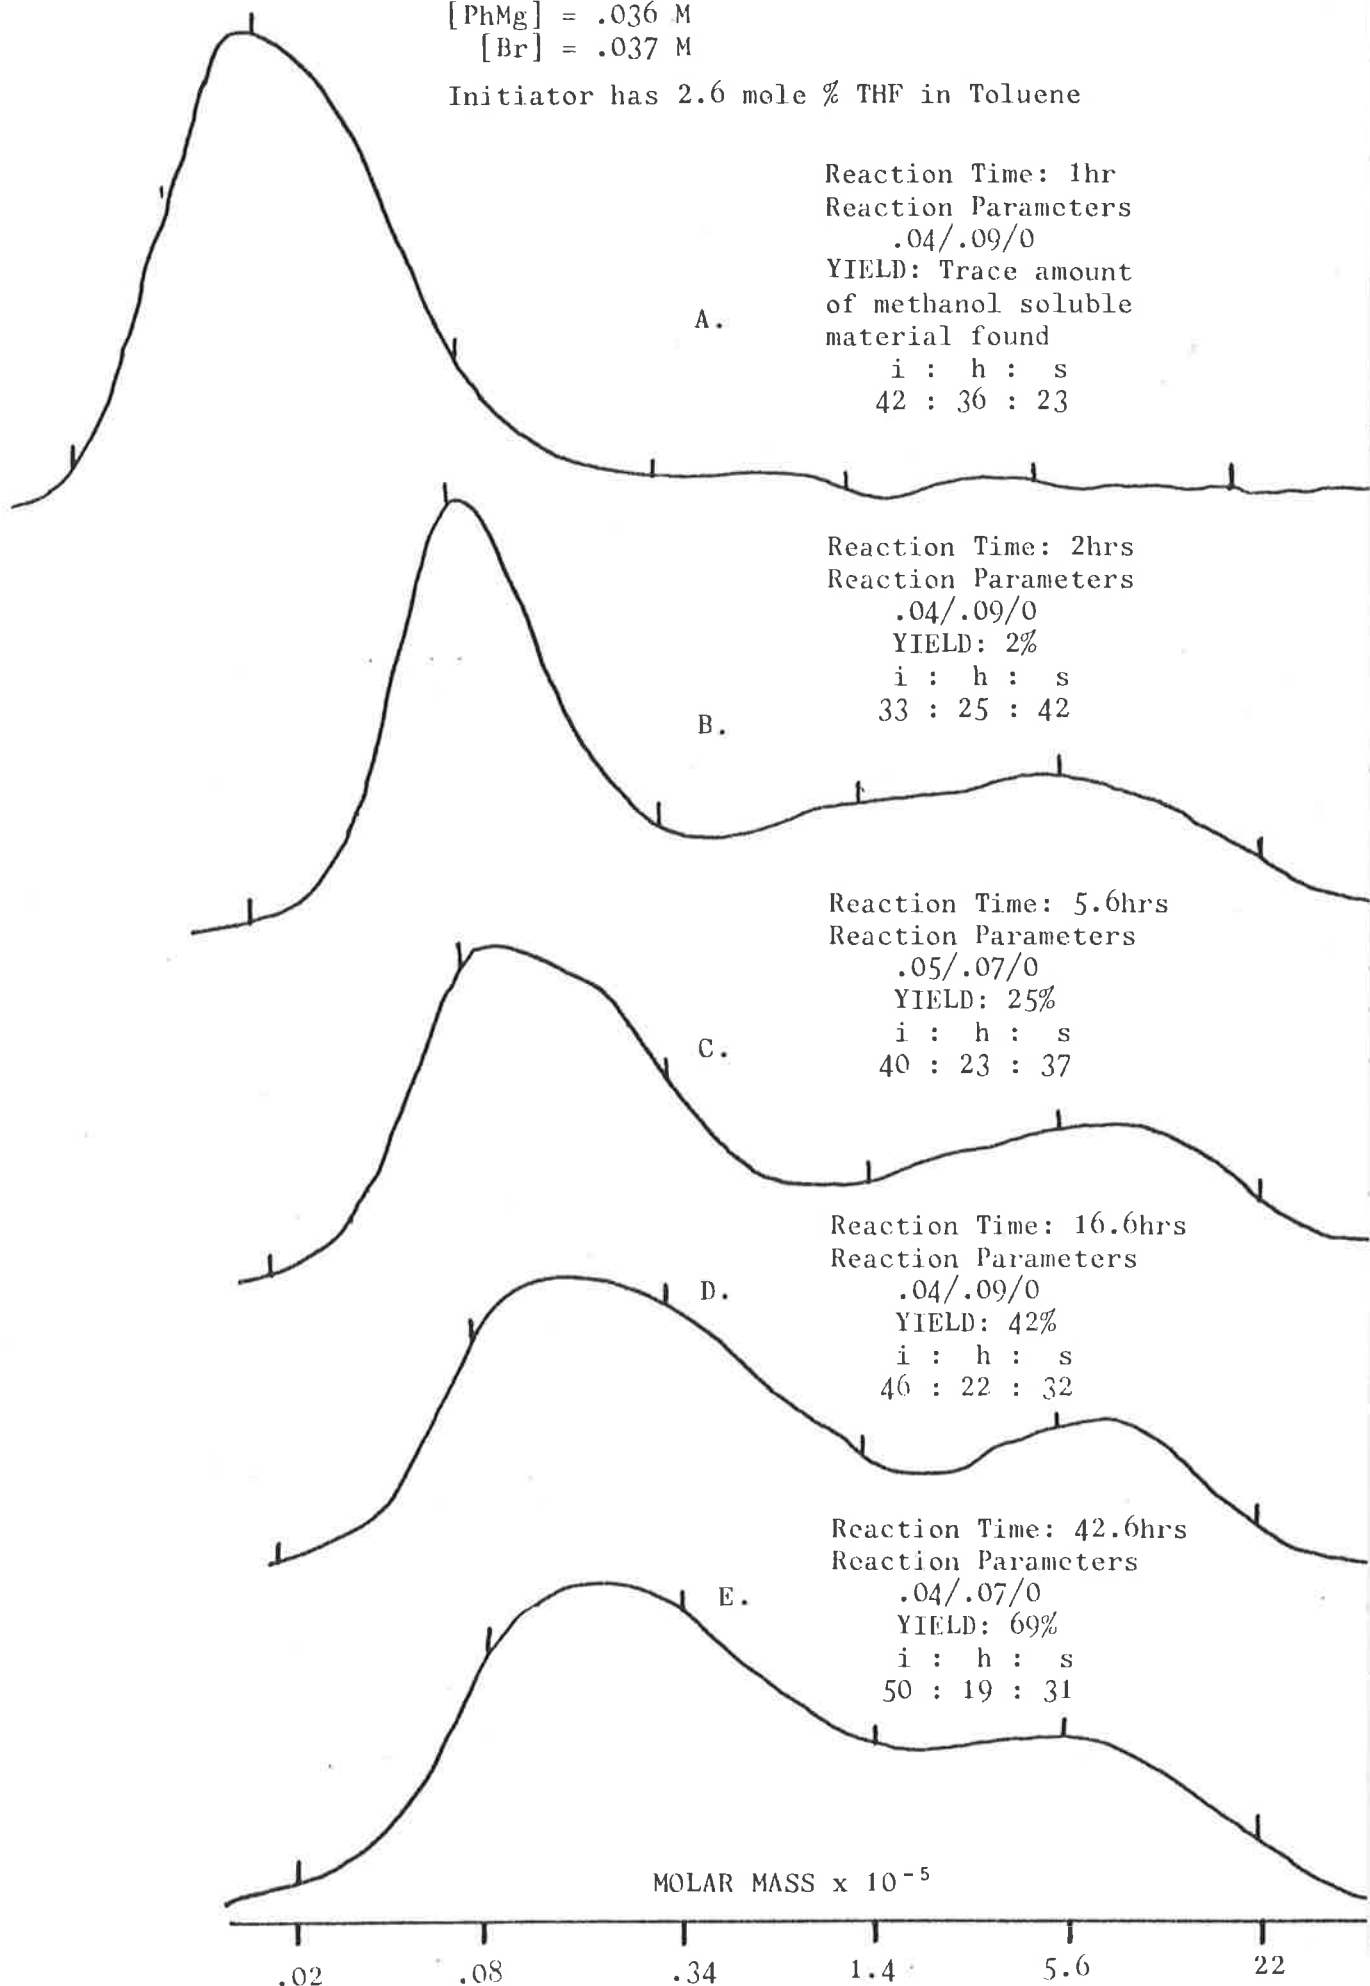 [PhMg] = .036 M
[Br] = .037 M
Initiator has 2.6 mole % THF in Toluene
Reaction Time: 1hr
Reaction Parameters
.04/.09/0
YIELD: Trace amount
of methanol soluble
material found
i : h : s
42 : 36 : 23
A.
Reaction Time: 2hrs
Reaction Parameters
.04/.09/0
YIELD: 2%
i : h : s
33 : 25 : 42
B.
Reaction Time: 5.6hrs
Reaction Parameters
.05/.07/0
YIELD: 25%
i : h : s
40 : 23 : 37
C.
Reaction Time: 16.6hrs
Reaction Parameters
.04/.09/0
YIELD: 42%
i : h : s
46 : 22 : 32
D.
Reaction Time: 42.6hrs
Reaction Parameters
.04/.07/0
YIELD: 69%
i : h : s
50 : 19 : 31
E.
MOLAR MASS x 10⁻⁵
.02 .08 .34 1.4 5.6 22